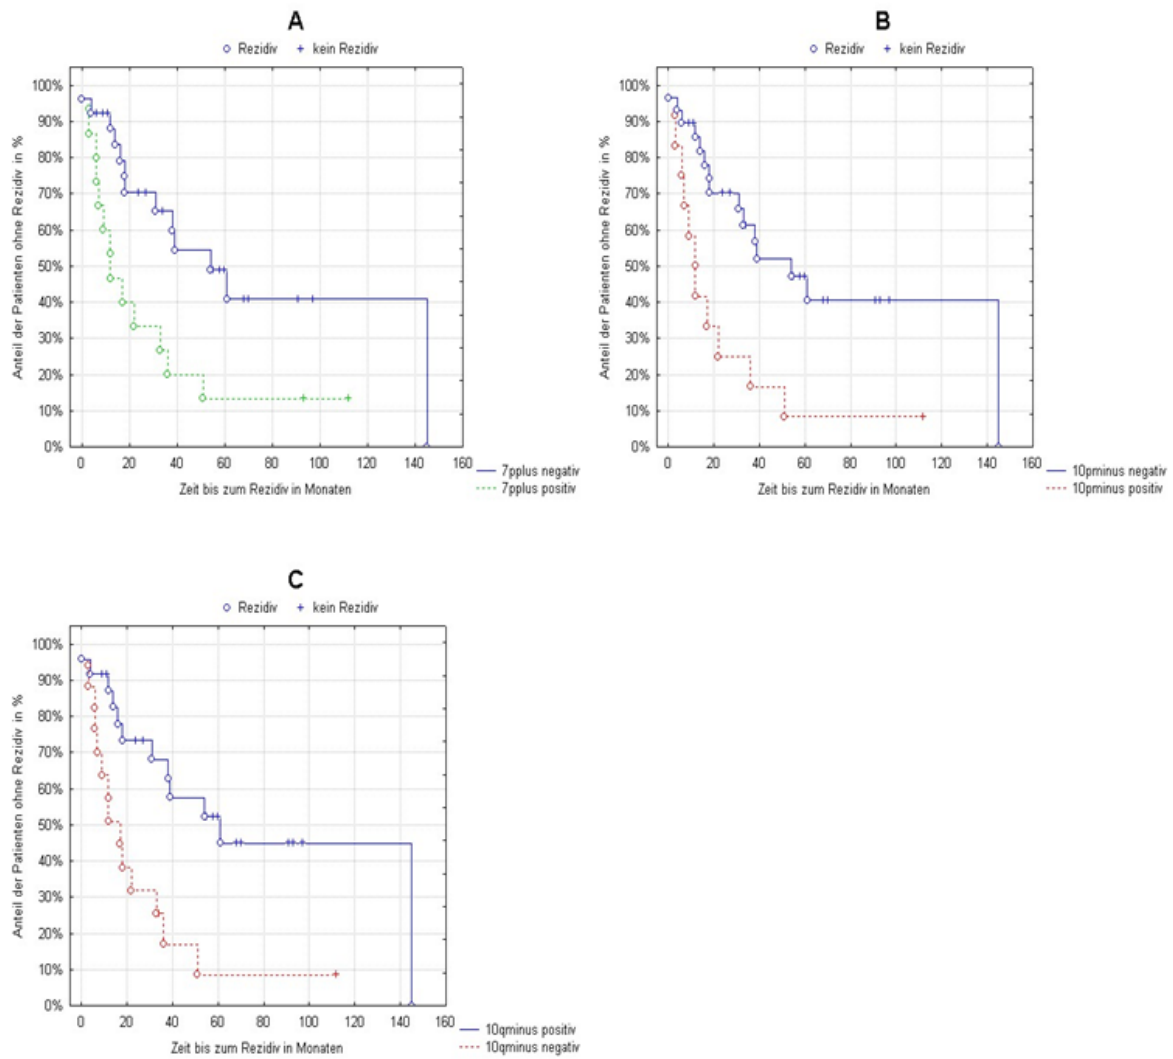 A
Rezidiv + kein Rezidiv
Anteil der Patienten ohne Rezidiv in %
100%
90%
80%
70%
60%
50%
40%
30%
20%
10%
0%
0 20 40 60 80 100 120 140 160
Zeit bis zum Rezidiv in Monaten
7pplus negativ
7pplus positiv
B
Rezidiv + kein Rezidiv
Anteil der Patienten ohne Rezidiv in %
100%
90%
80%
70%
60%
50%
40%
30%
20%
10%
0%
0 20 40 60 80 100 120 140 160
Zeit bis zum Rezidiv in Monaten
10pminus negativ
10pminus positiv
C
Rezidiv + kein Rezidiv
Anteil der Patienten ohne Rezidiv in %
100%
90%
80%
70%
60%
50%
40%
30%
20%
10%
0%
0 20 40 60 80 100 120 140 160
Zeit bis zum Rezidiv in Monaten
10qminus positiv
10qminus negativ